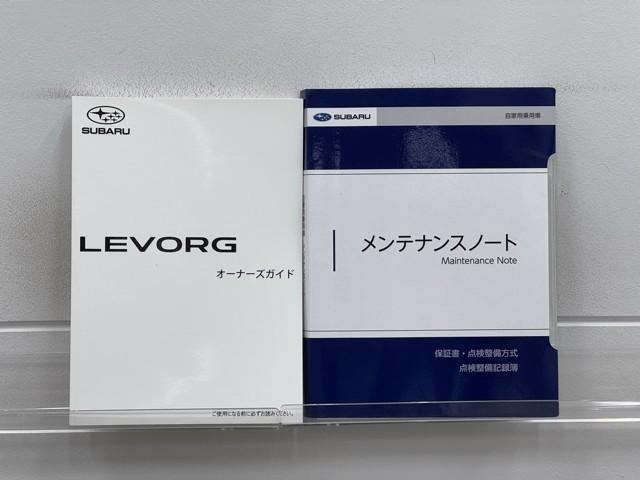 SUBARU
LEVORG
オーナーズガイド
ご使用になる前に必ずお読みください。
SUBARU
自家用乗用車
メンテナンスノート
Maintenance Note
保証書・点検整備方式
点検整備記録簿